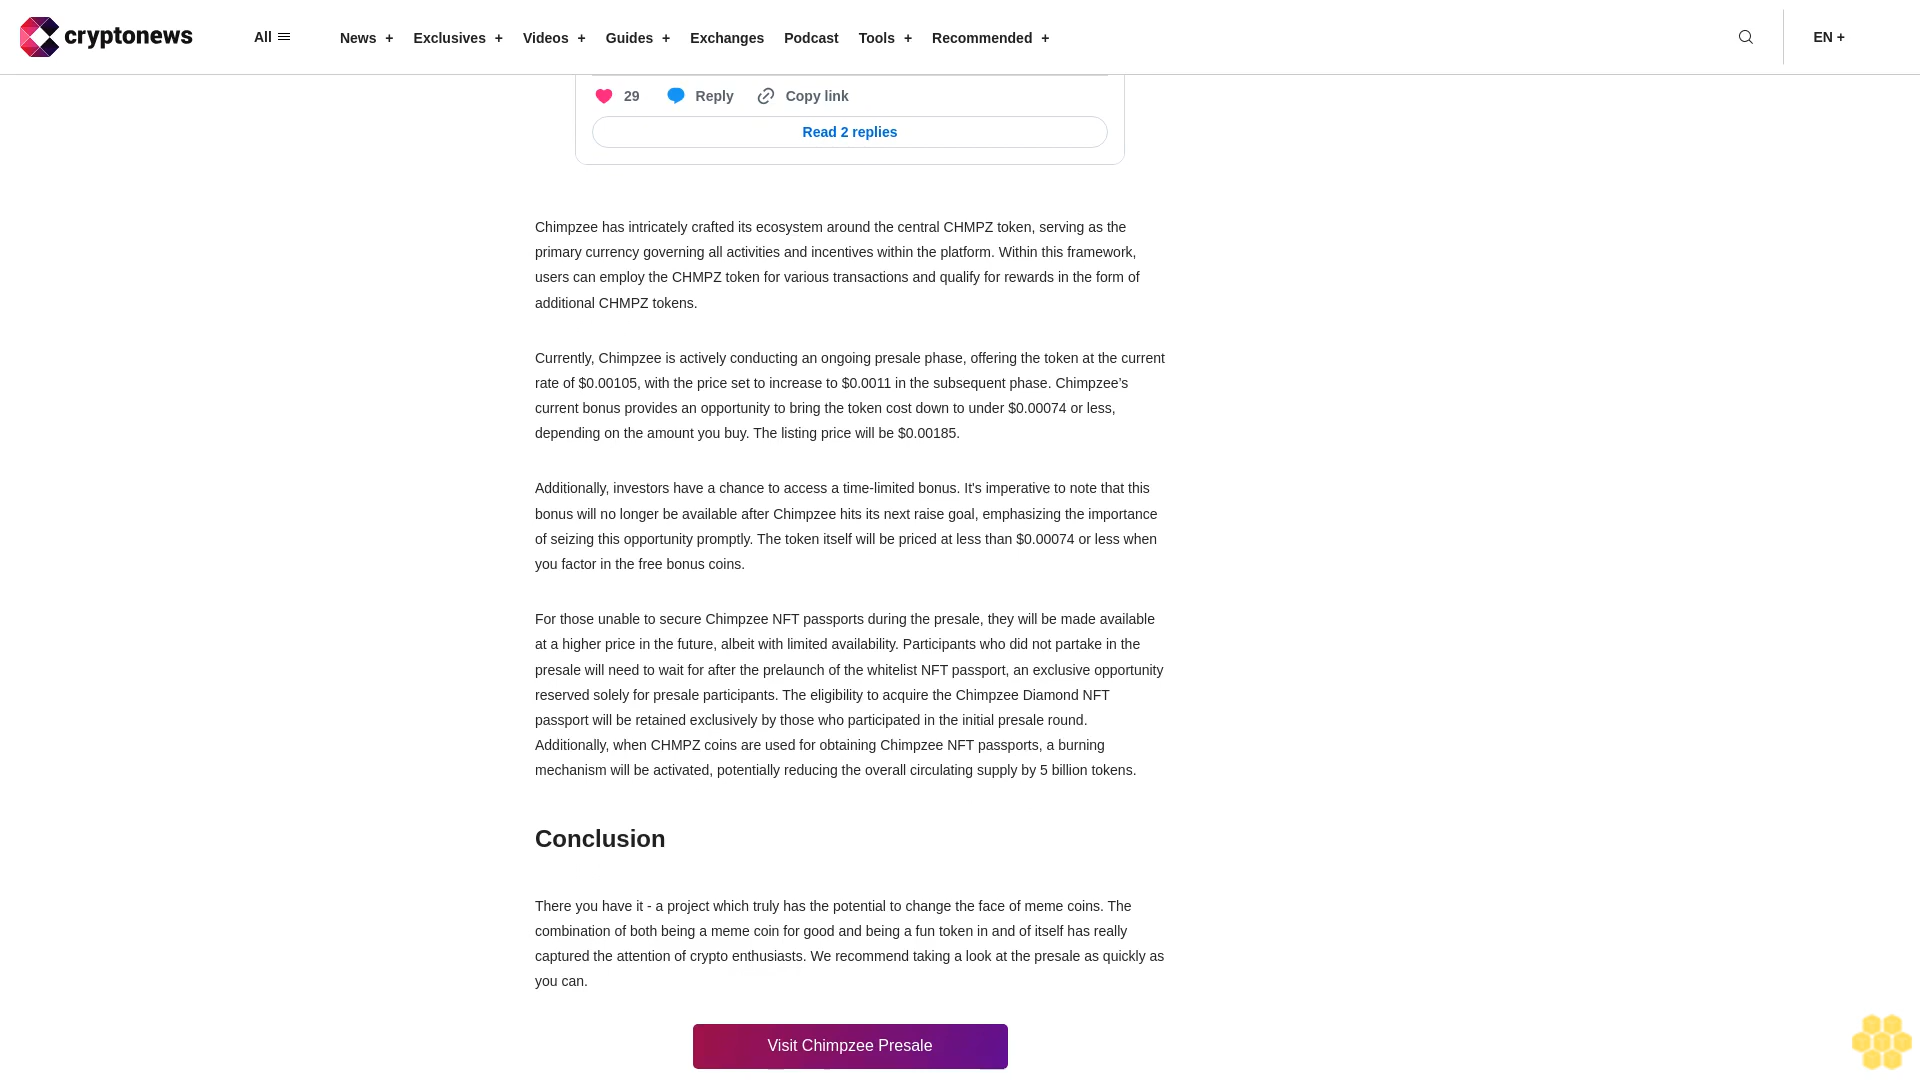 cryptonews
All
News +
Exclusives +
Videos +
Guides +
Exchanges
Podcast
Tools +
Recommended +
EN +
29
Reply
Copy link
Read 2 replies
Chimpzee has intricately crafted its ecosystem around the central CHMPZ token, serving as the
primary currency governing all activities and incentives within the platform. Within this framework,
users can employ the CHMPZ token for various transactions and qualify for rewards in the form of
additional CHMPZ tokens.
Currently, Chimpzee is actively conducting an ongoing presale phase, offering the token at the current
rate of $0.00105, with the price set to increase to $0.0011 in the subsequent phase. Chimpzee’s
current bonus provides an opportunity to bring the token cost down to under $0.00074 or less,
depending on the amount you buy. The listing price will be $0.00185.
Additionally, investors have a chance to access a time-limited bonus. It's imperative to note that this
bonus will no longer be available after Chimpzee hits its next raise goal, emphasizing the importance
of seizing this opportunity promptly. The token itself will be priced at less than $0.00074 or less when
you factor in the free bonus coins.
For those unable to secure Chimpzee NFT passports during the presale, they will be made available
at a higher price in the future, albeit with limited availability. Participants who did not partake in the
presale will need to wait for after the prelaunch of the whitelist NFT passport, an exclusive opportunity
reserved solely for presale participants. The eligibility to acquire the Chimpzee Diamond NFT
passport will be retained exclusively by those who participated in the initial presale round.
Additionally, when CHMPZ coins are used for obtaining Chimpzee NFT passports, a burning
mechanism will be activated, potentially reducing the overall circulating supply by 5 billion tokens.
Conclusion
There you have it - a project which truly has the potential to change the face of meme coins. The
combination of both being a meme coin for good and being a fun token in and of itself has really
captured the attention of crypto enthusiasts. We recommend taking a look at the presale as quickly as
you can.
Visit Chimpzee Presale